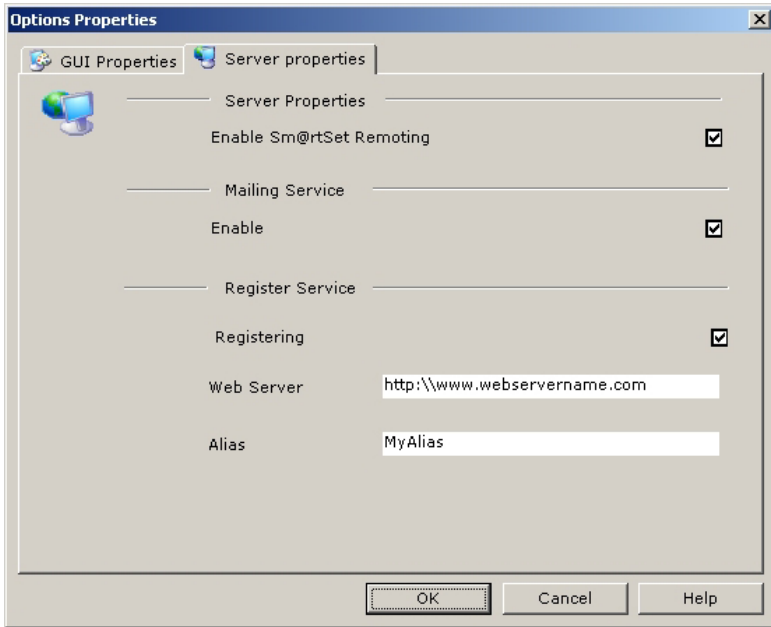 Options Properties
GUI Properties
Server properties
Server Properties
Enable Sm@rtSet Remoting
Mailing Service
Enable
Register Service
Registering
Web Server
http:\\www.webservername.com
Alias
MyAlias
OK
Cancel
Help